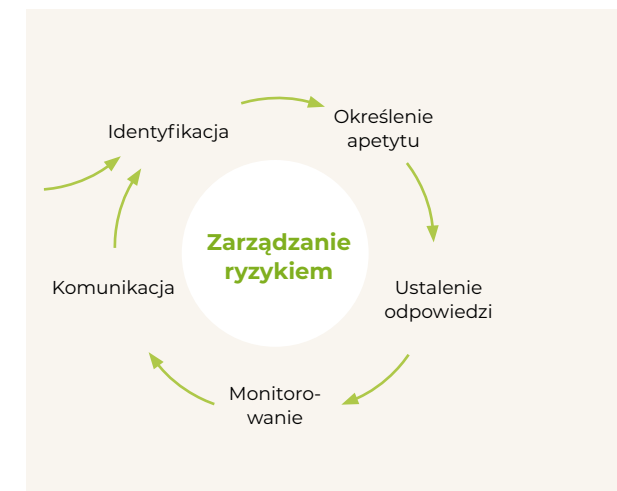 Identyfikacja
Określenie
apetytu
Zarządzanie
ryzykiem
Ustalenie
odpowiedzi
Monitoro-
wanie
Komunikacja